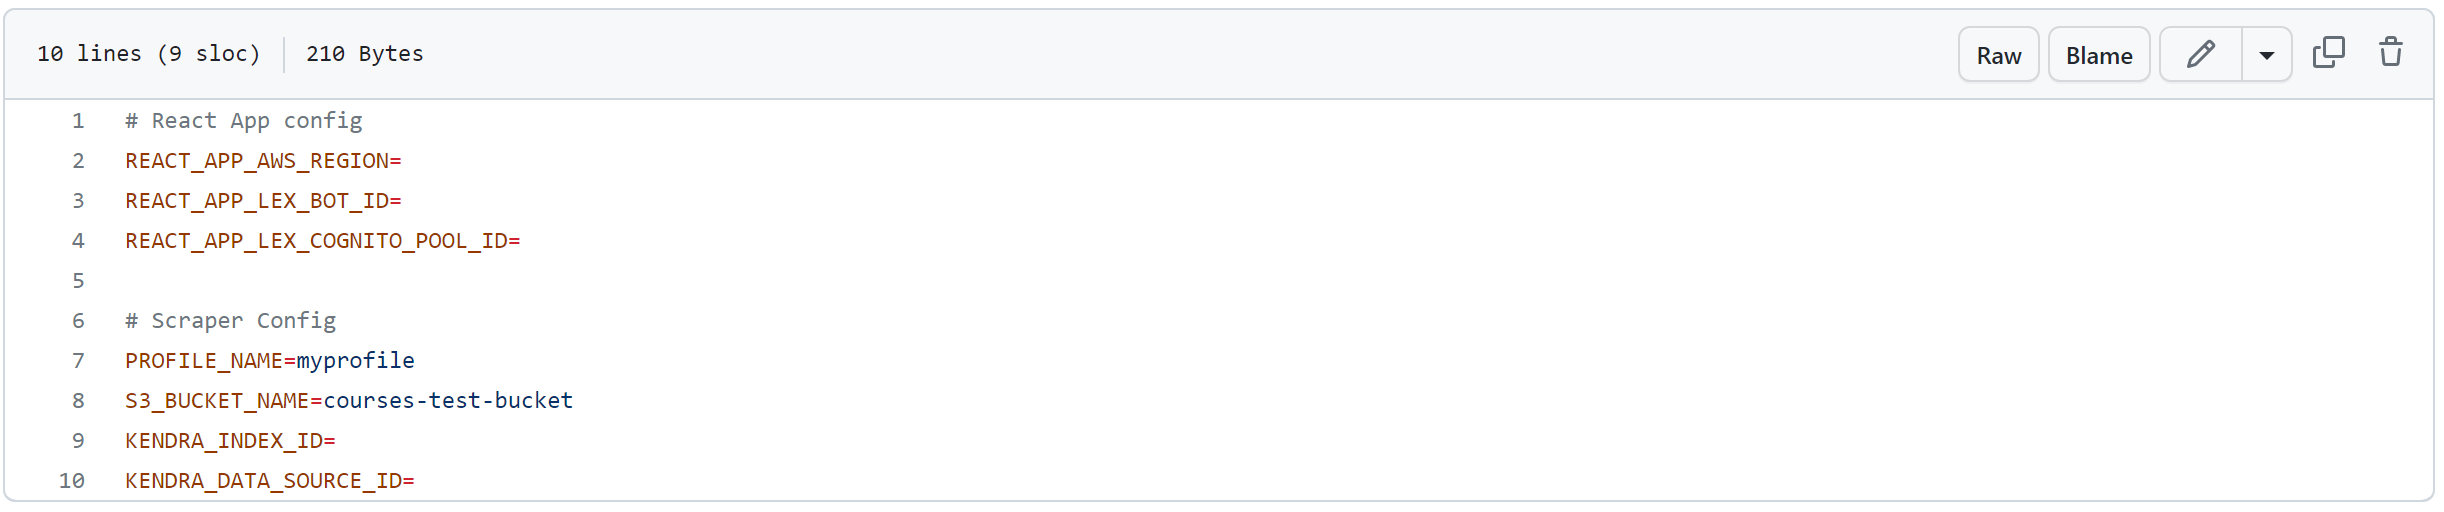 10 lines (9 sloc) 210 Bytes Raw Blame
1 # React App config
2 REACT_APP_AWS_REGION=
3 REACT_APP_LEX_BOT_ID=
4 REACT_APP_LEX_COGNITO_POOL_ID=
5
6 # Scraper Config
7 PROFILE_NAME=myprofile
8 S3_BUCKET_NAME=courses-test-bucket
9 KENDRA_INDEX_ID=
10 KENDRA_DATA_SOURCE_ID=